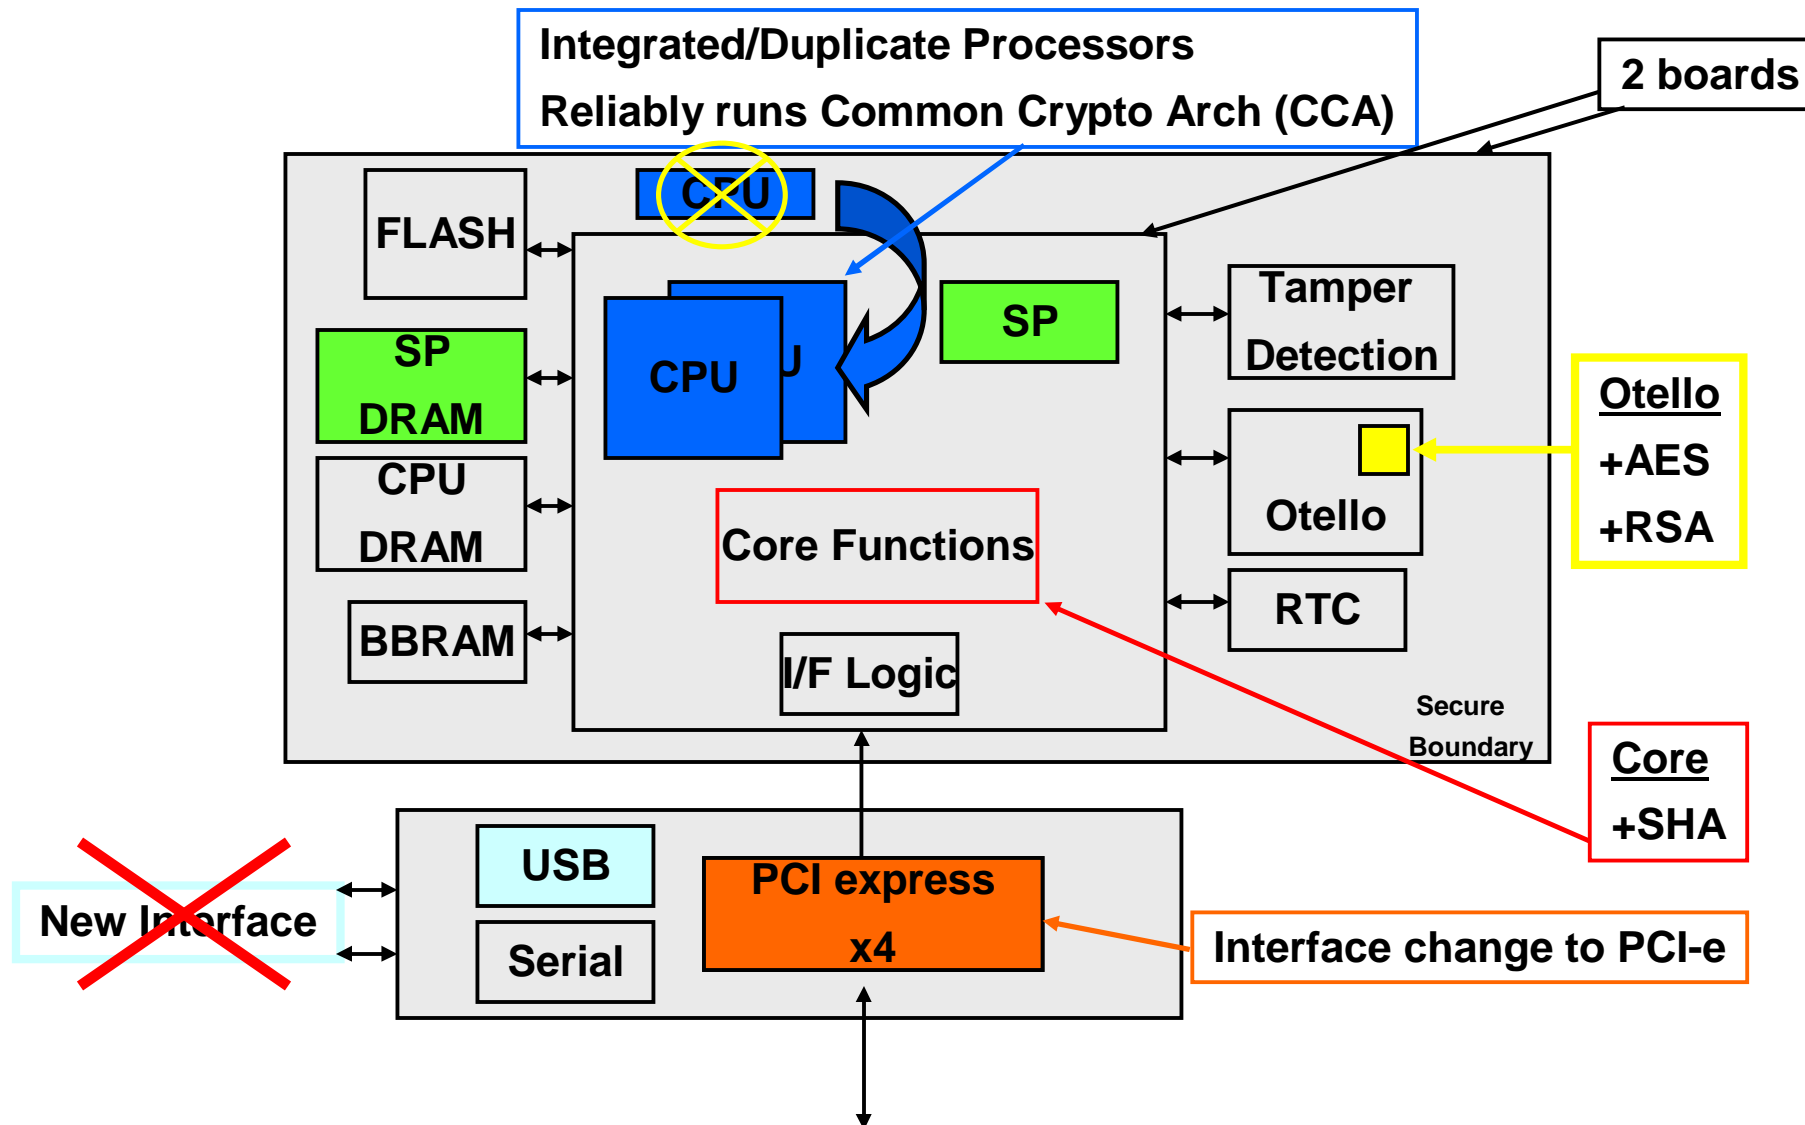 Integrated/Duplicate Processors
Reliably runs Common Crypto Arch (CCA)
2 boards
CPU
FLASH
SP
DRAM
CPU
DRAM
BBRAM
CPU
U
SP
Core Functions
I/F Logic
Tamper
Detection
Otello
RTC
Secure
Boundary
Otello
+AES
+RSA
Core
+SHA
New Interface
USB
Serial
PCI express
x4
Interface change to PCI-e